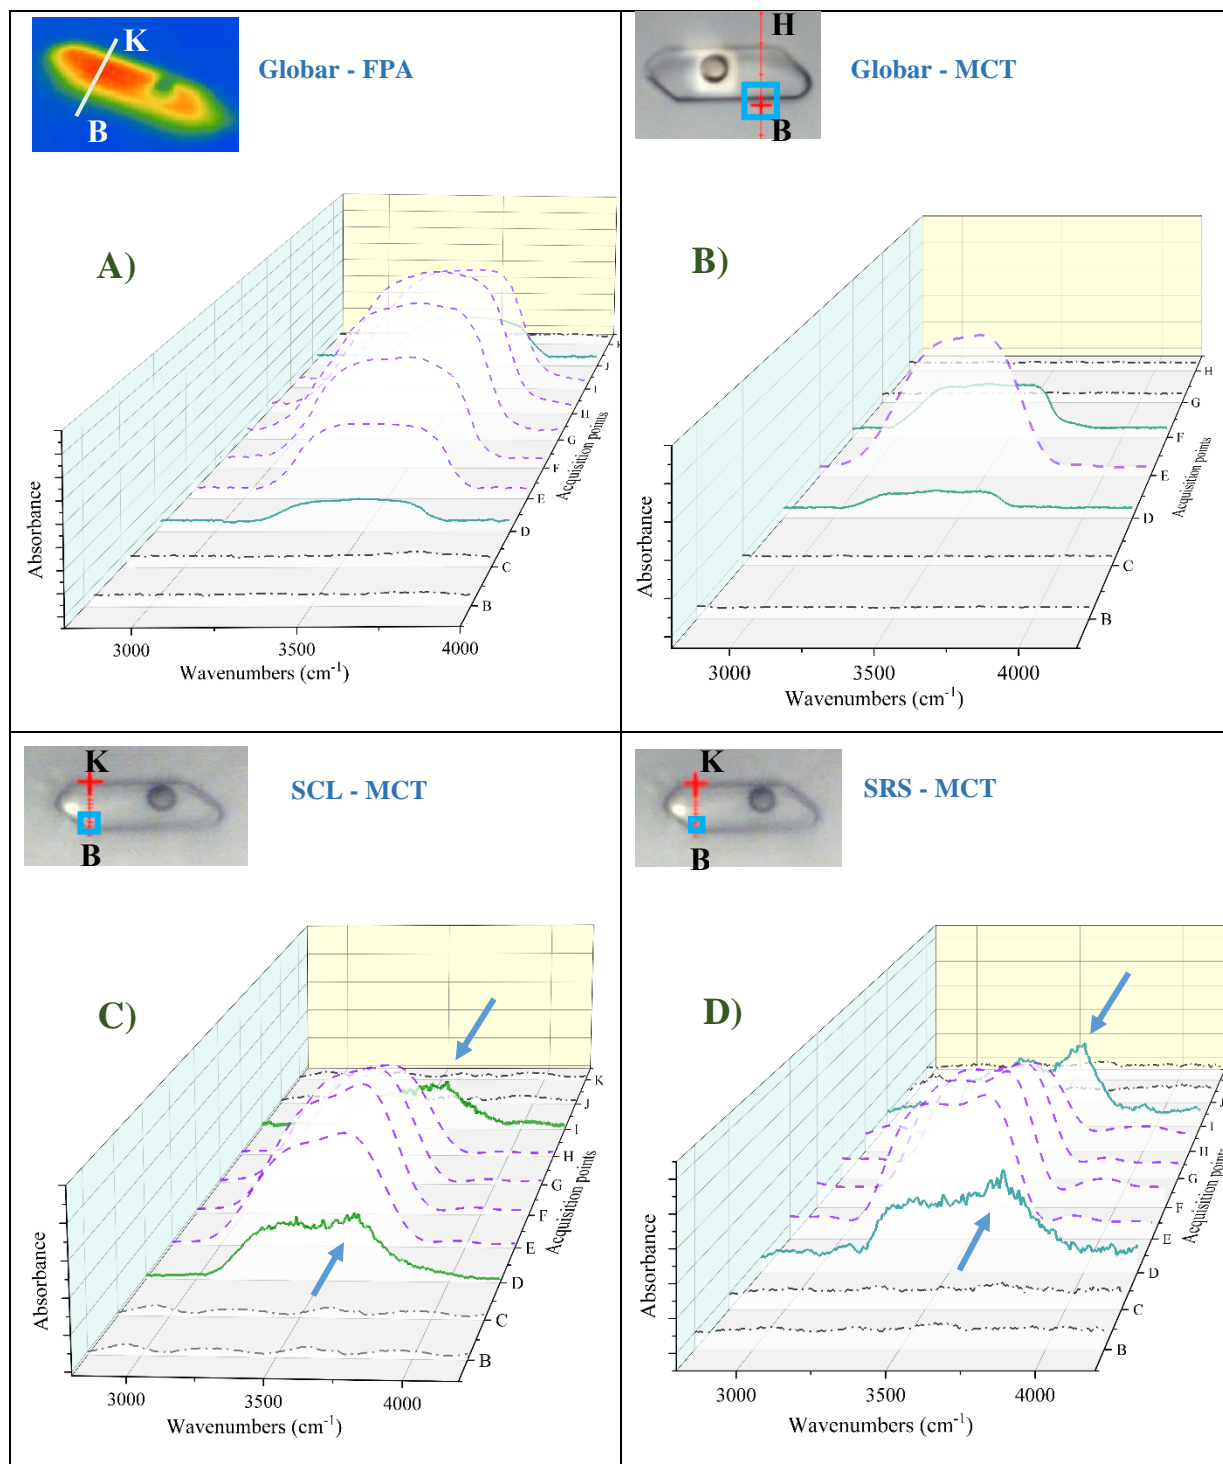 K
Globar - FPA
B
A)
K
J
I
H
G
F
E
D
C
B
Acquisition points
Absorbance
3000 3500 4000
Wavenumbers (cm⁻¹)
H
Globar - MCT
B
B)
H
G
F
E
D
C
B
Acquisition points
Absorbance
3000 3500 4000
Wavenumbers (cm⁻¹)
K
SCL - MCT
B
C)
K
J
I
H
G
F
E
D
C
B
Acquisition points
Absorbance
3000 3500 4000
Wavenumbers (cm⁻¹)
K
SRS - MCT
B
D)
J
I
H
G
F
E
D
C
B
Acquisition points
Absorbance
3000 3500 4000
Wavenumbers (cm⁻¹)